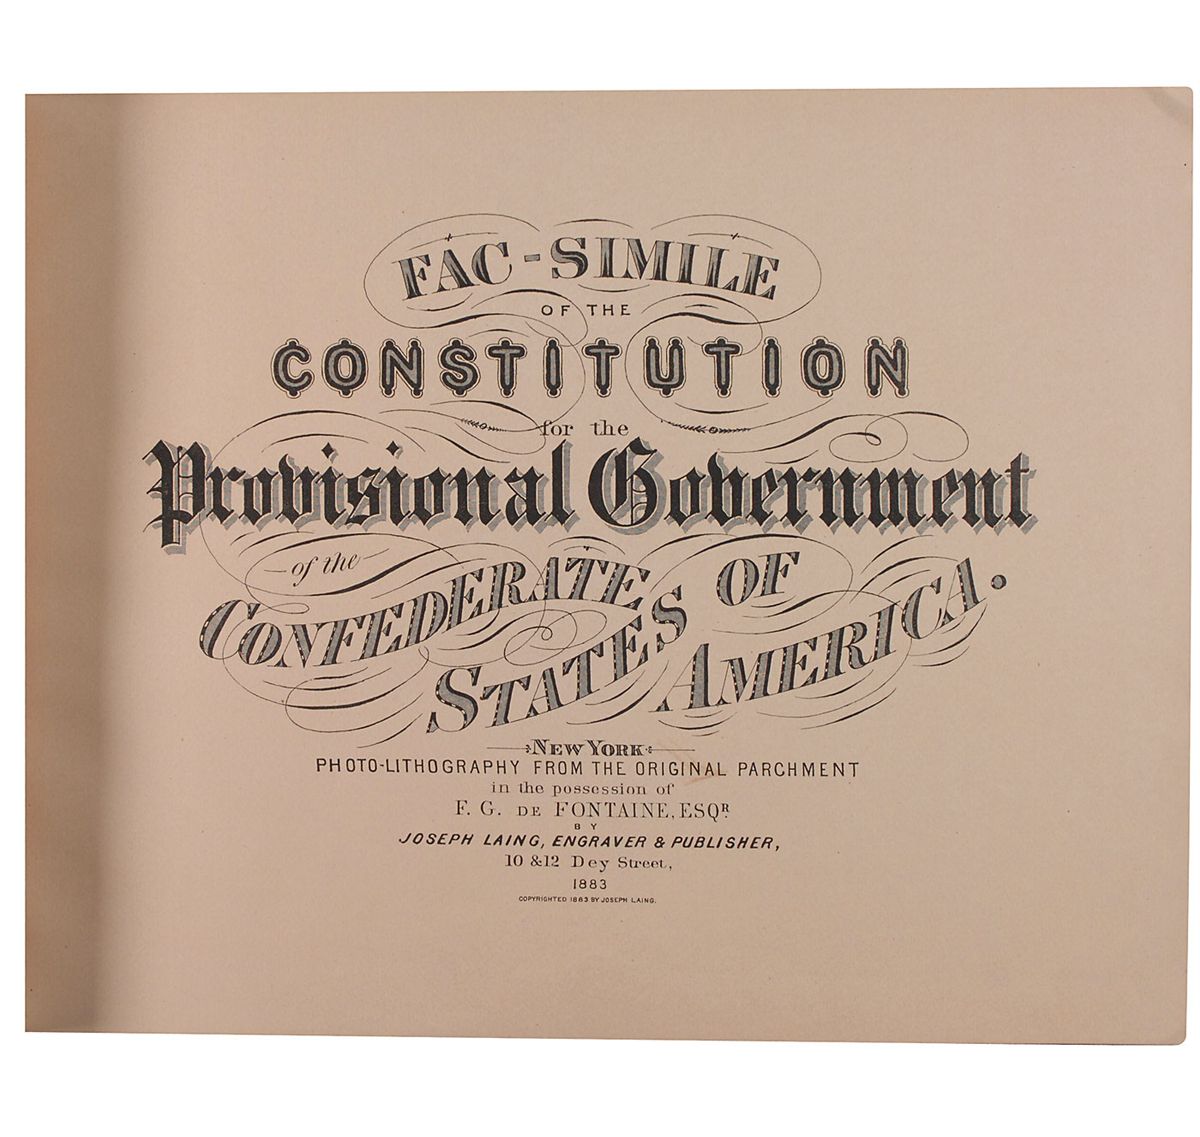 FAC-SIMILE
OF THE
CONSTITUTION
for the
Provisional Government
of the
CONFEDERATE
STATES OF
AMERICA.
NEW YORK
PHOTO-LITHOGRAPHY FROM THE ORIGINAL PARCHMENT
in the possession of
F. G. DE FONTAINE, ESQR.
BY
JOSEPH LAING, ENGRAVER & PUBLISHER,
10 & 12 Dey Street,
1883
COPYRIGHTED 1883 BY JOSEPH LAING.